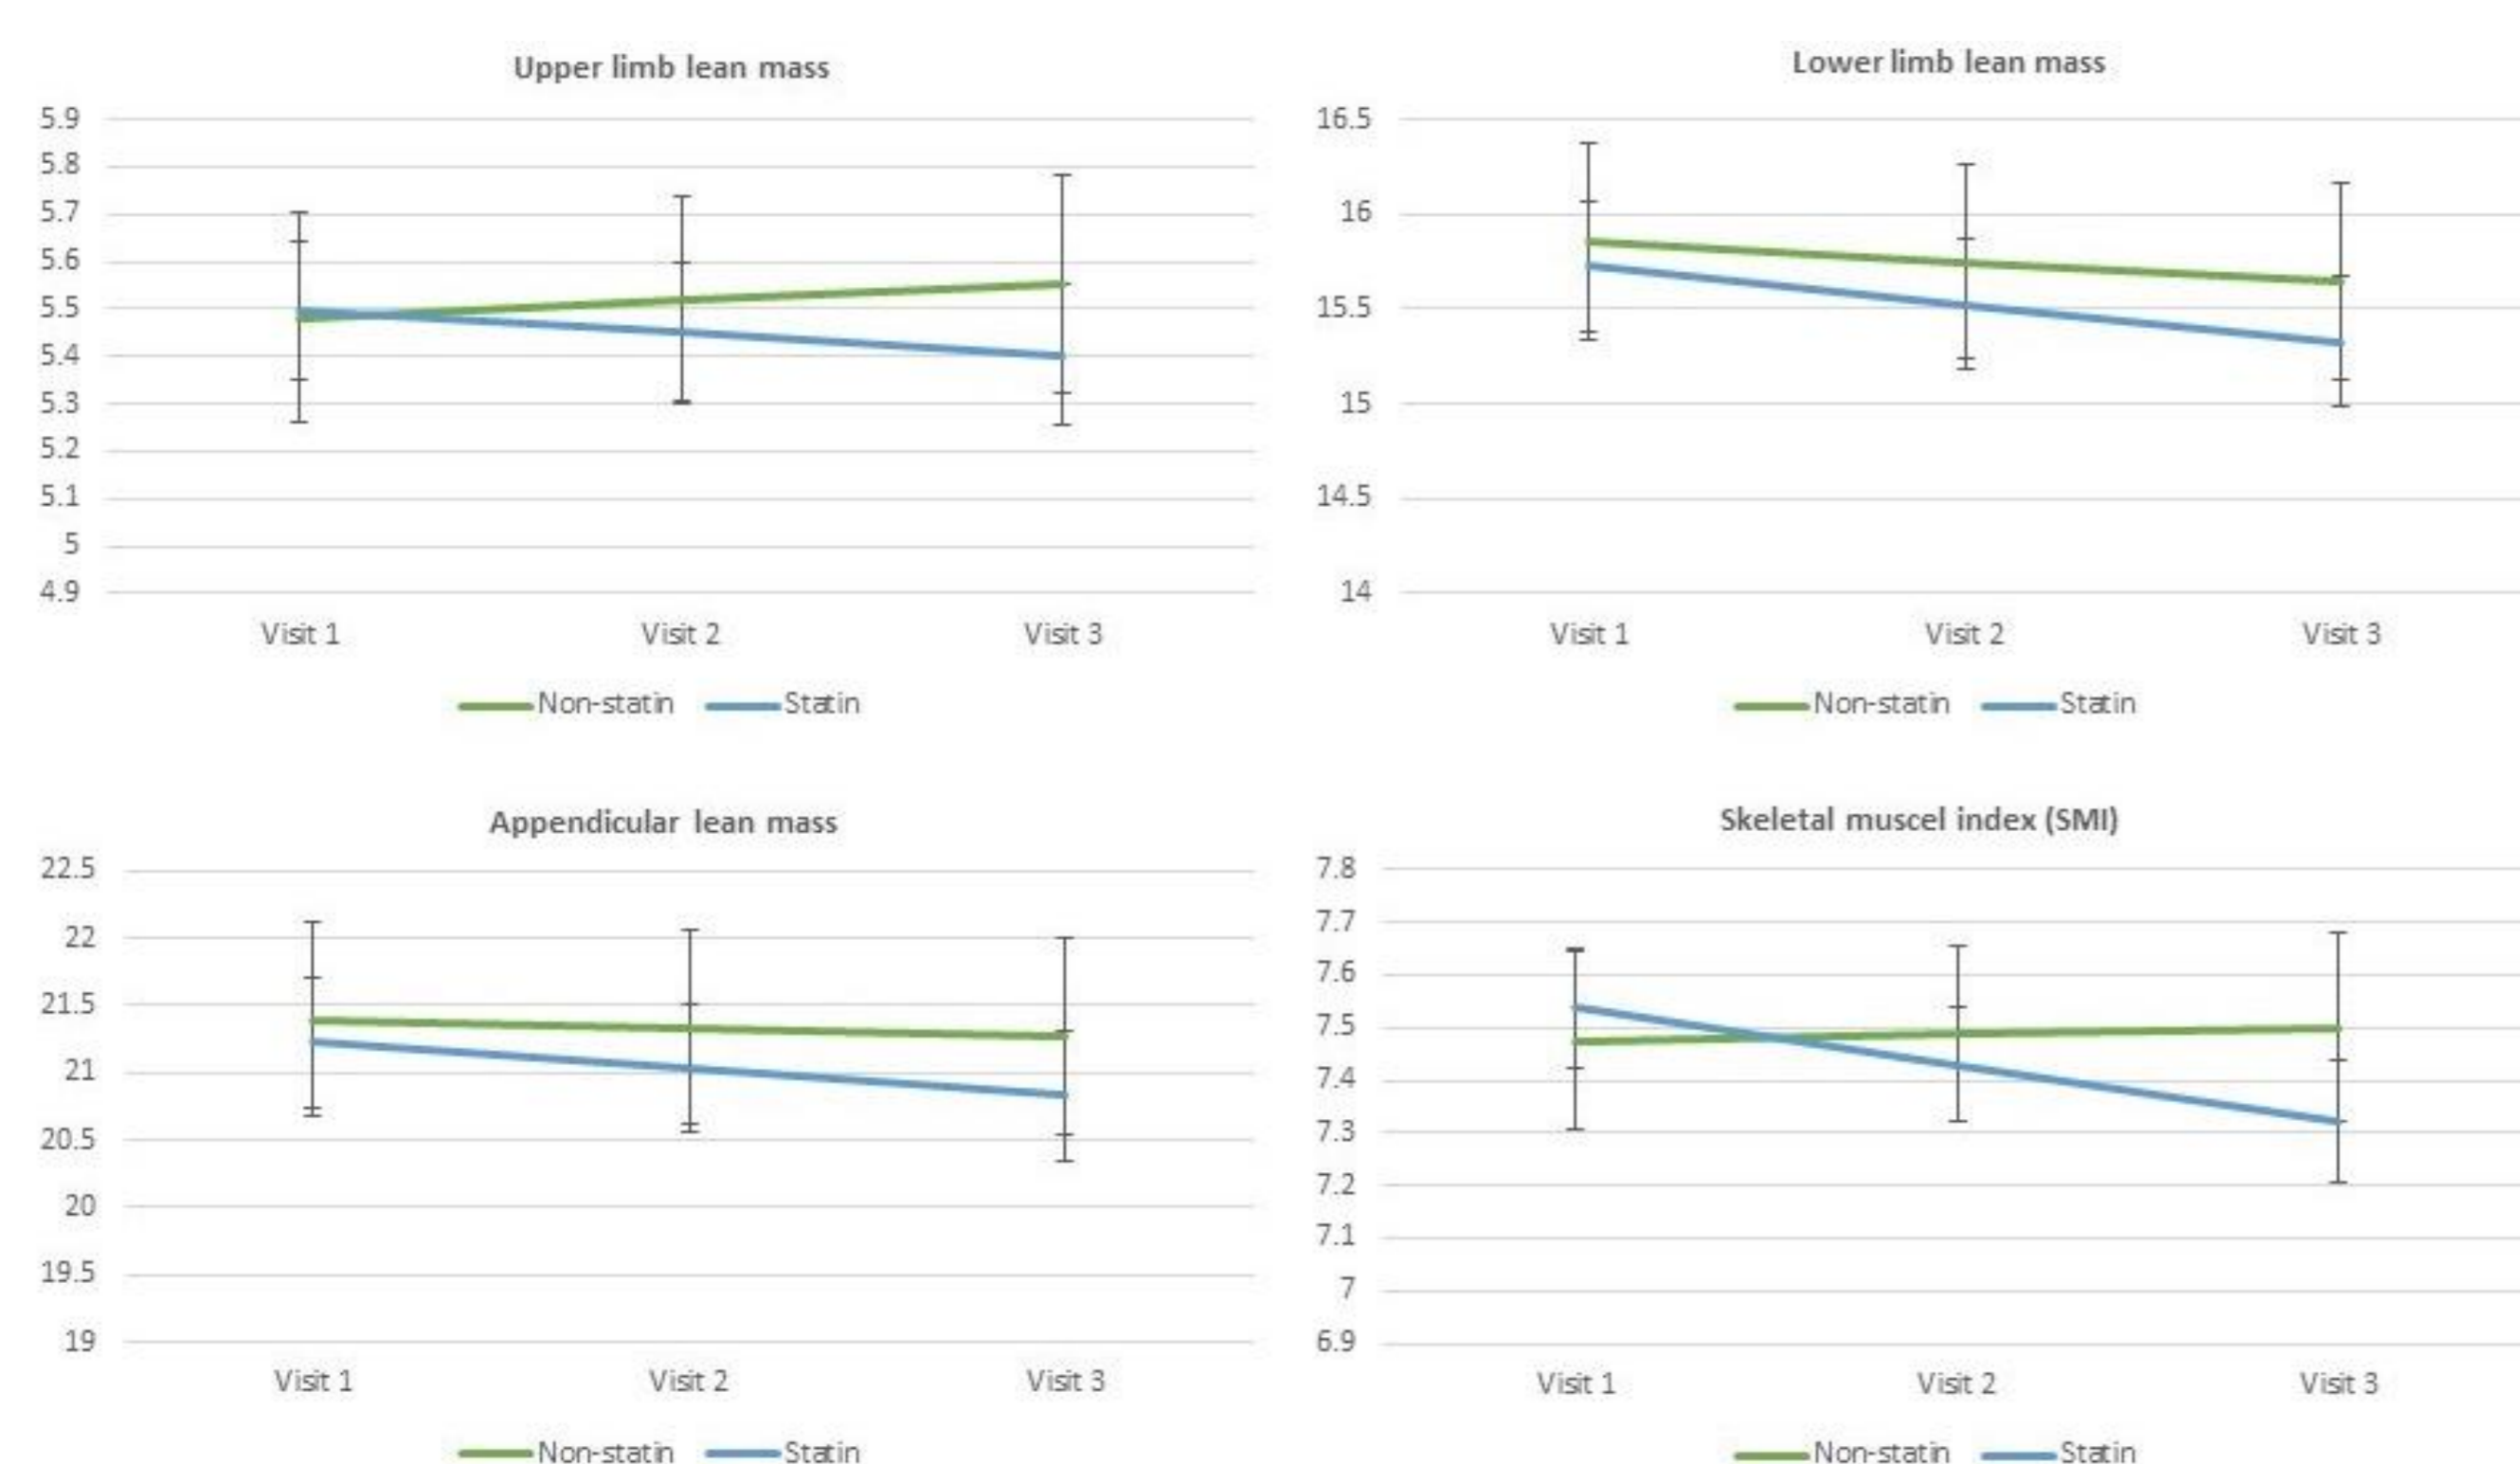 Upper limb lean mass
5.9
5.8
5.7
5.6
5.5
5.4
5.3
5.2
5.1
5
4.9
Visit 1 Visit 2 Visit 3
Non-statin Statin
Lower limb lean mass
16.5
16
15.5
15
14.5
14
Visit 1 Visit 2 Visit 3
Non-statin Statin
Appendicular lean mass
22.5
22
21.5
21
20.5
20
19.5
19
Visit 1 Visit 2 Visit 3
Non-statin Statin
Skeletal muscel index (SMI)
7.8
7.7
7.6
7.5
7.4
7.3
7.2
7.1
7
6.9
Visit 1 Visit 2 Visit 3
Non-statin Statin